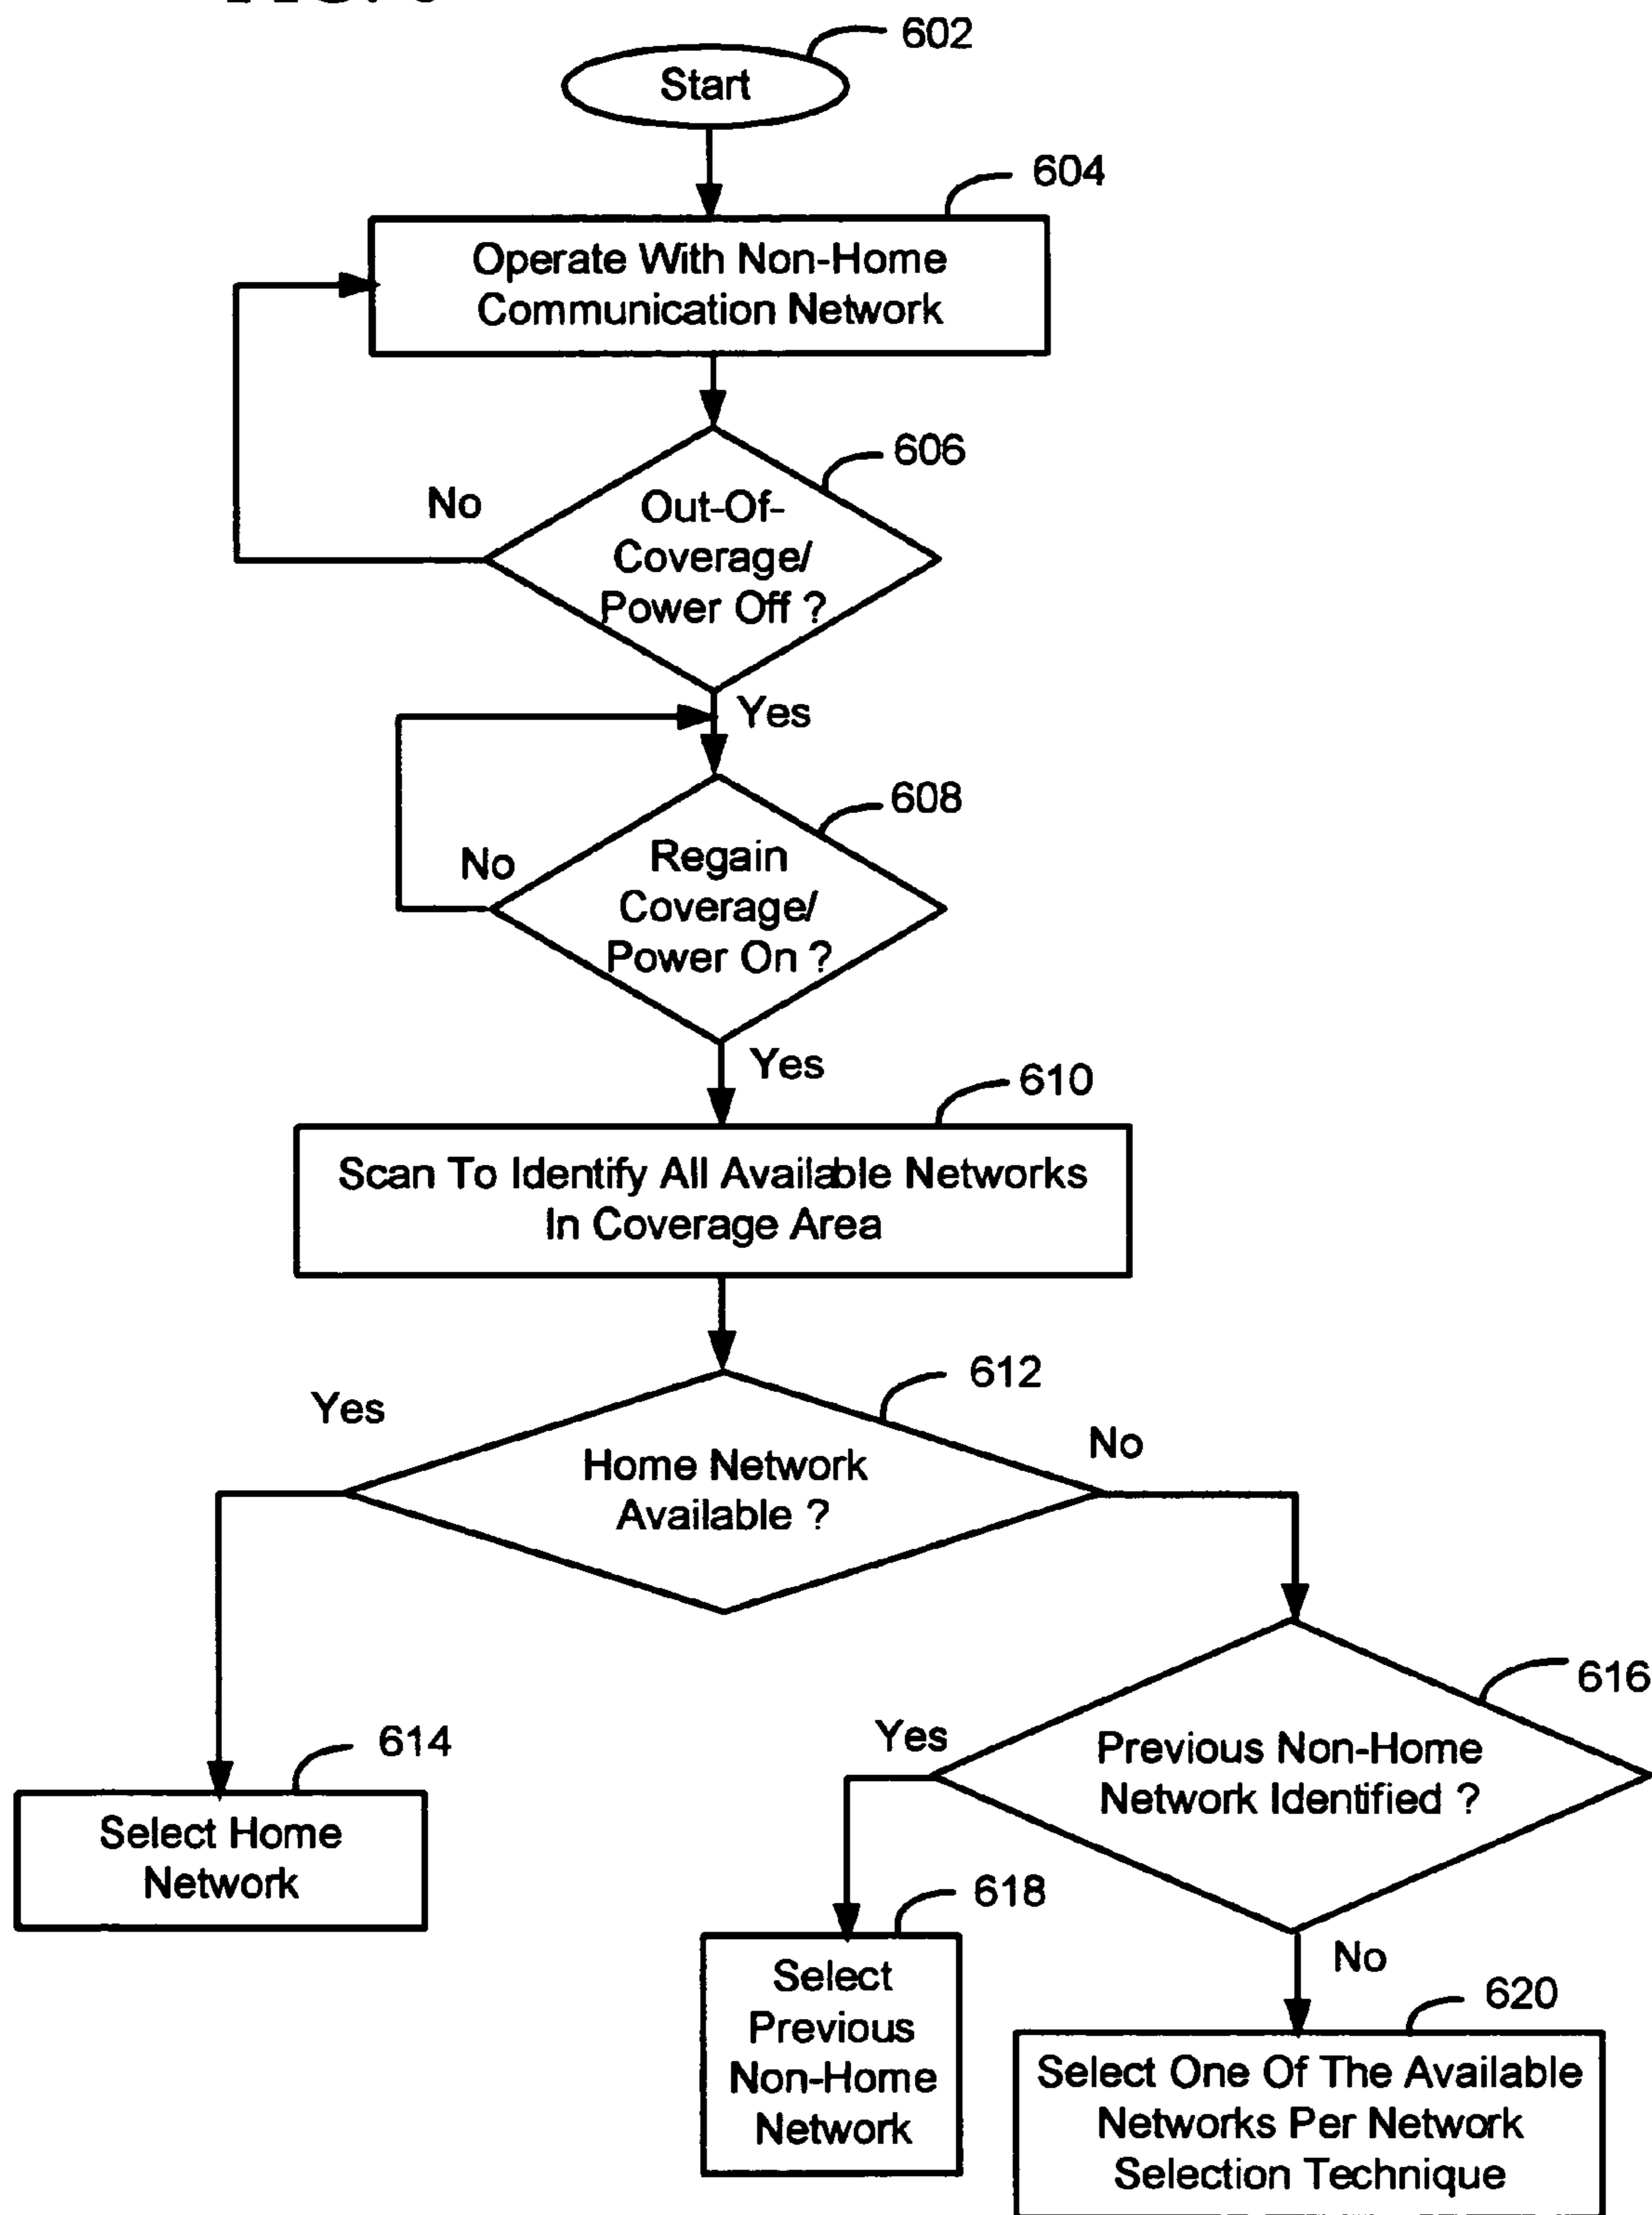 602
Start
604
Operate With Non-Home
Communication Network
606
No
Out-Of-
Coverage/
Power Off ?
Yes
608
No
Regain
Coverage/
Power On ?
Yes
610
Scan To Identify All Available Networks
In Coverage Area
612
Yes
No
Home Network
Available ?
616
614
Yes
Previous Non-Home
Network Identified ?
Select Home
Network
618
No
Select
Previous
Non-Home
Network
620
Select One Of The Available
Networks Per Network
Selection Technique